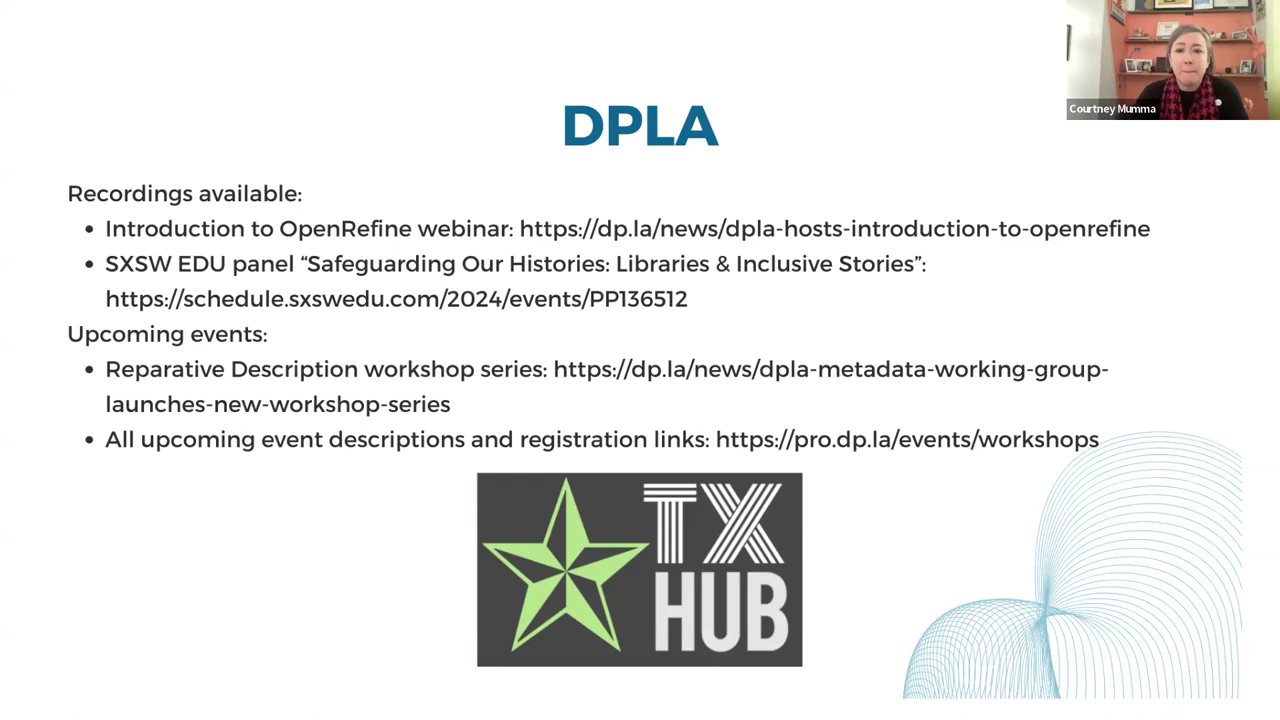 Courtney Mumma
DPLA
Recordings available:
• Introduction to OpenRefine webinar: https://dp.la/news/dpla-hosts-introduction-to-openrefine
• SXSW EDU panel “Safeguarding Our Histories: Libraries & Inclusive Stories”:
https://schedule.sxswedu.com/2024/events/PP136512
Upcoming events:
• Reparative Description workshop series: https://dp.la/news/dpla-metadata-working-group-
launches-new-workshop-series
• All upcoming event descriptions and registration links: https://pro.dp.la/events/workshops
TX
HUB